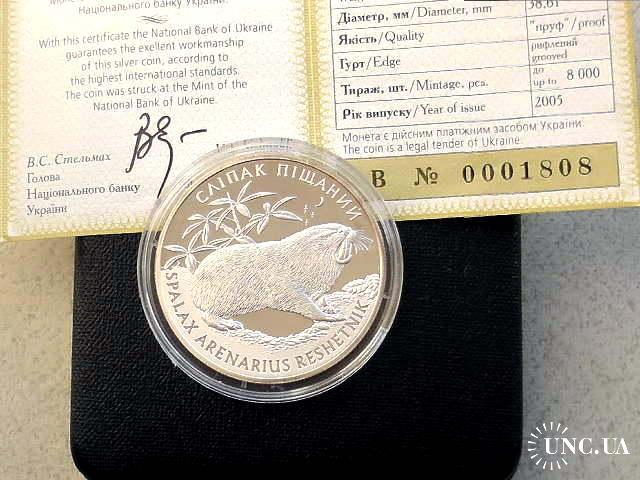 Національного банку України.
With this certificate the National Bank of Ukraine
guarantees the exellent workmanship
of this silver coin, according to
the highest international standards.
The coin was struck at the Mint of the
National Bank of Ukraine.
В.С. Стельмах
Голова
Національного банку
України
38.61
Діаметр, мм/Diameter, mm
Якість/Quality
"пруф"/proof
Гурт/Edge
рифлений
grooved
Тираж, шт./Mintage, pcs.
до
up to 8 000
Рік випуску/Year of issue
2005
Монета є дійсним платіжним засобом України.
The coin is a legal tender of Ukraine.
В № 0001808
СЛІПАК ПІЩАНИЙ
SPALAX ARENARIUS RESHETNIK
UNC.UA